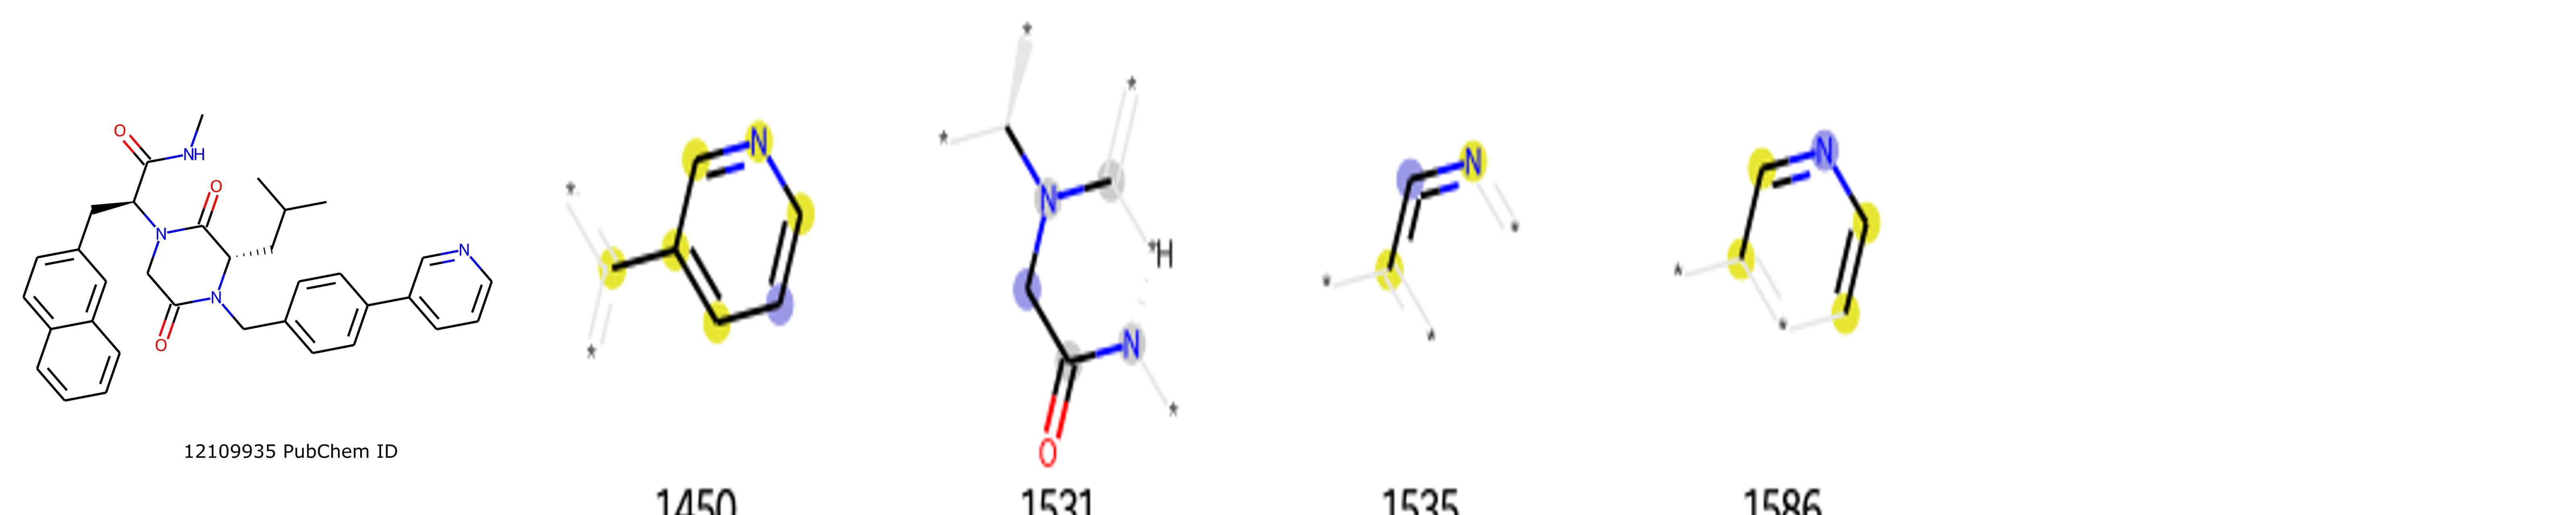 O
NH
O
N
N
O
N
12109935 PubChem ID
* N *
1450
* * * N *H N * O
1531
N * * *
1535
N * *
1586